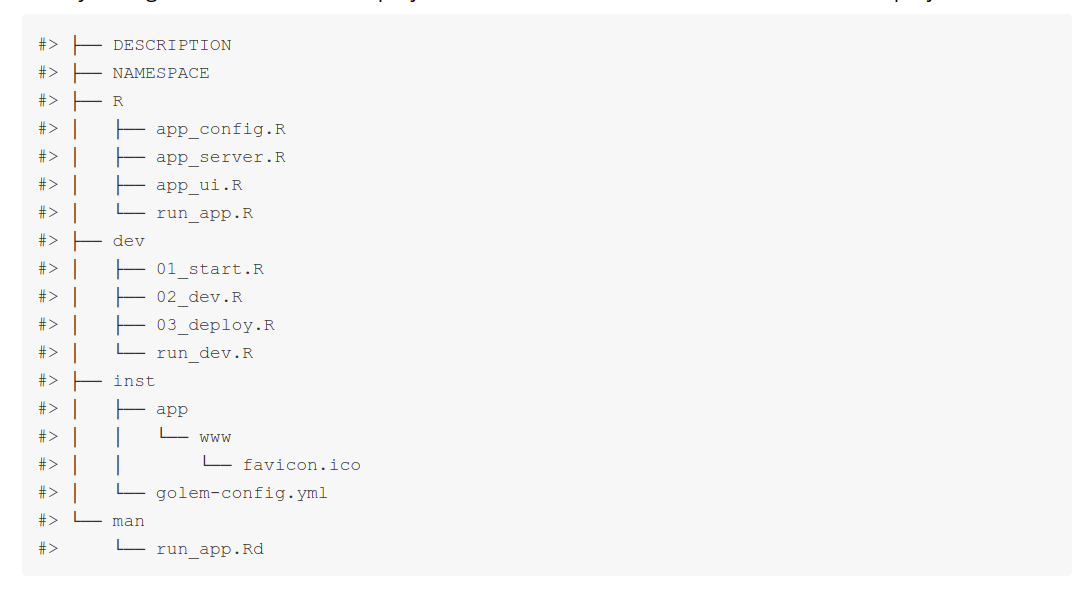 #> ├── DESCRIPTION
#> ├── NAMESPACE
#> ├── R
#> │   ├── app_config.R
#> │   ├── app_server.R
#> │   ├── app_ui.R
#> │   └── run_app.R
#> ├── dev
#> │   ├── 01_start.R
#> │   ├── 02_dev.R
#> │   ├── 03_deploy.R
#> │   └── run_dev.R
#> ├── inst
#> │   ├── app
#> │   │   └── www
#> │   │       └── favicon.ico
#> │   └── golem-config.yml
#> └── man
#>     └── run_app.Rd